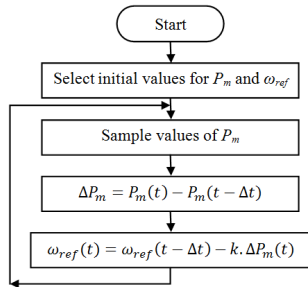 Start
Select initial values for P_m and ω_ref
Sample values of P_m
ΔP_m = P_m(t) − P_m(t − Δt)
ω_ref(t) = ω_ref(t − Δt) − k.ΔP_m(t)